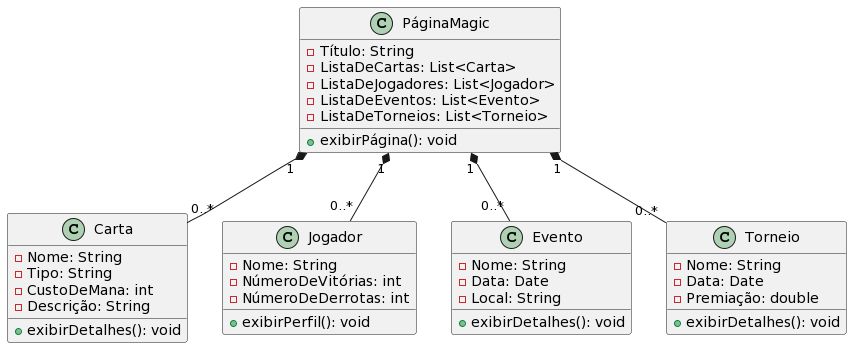 C PáginaMagic
Título: String
ListaDeCartas: List<Carta>
ListaDeJogadores: List<Jogador>
ListaDeEventos: List<Evento>
ListaDeTorneios: List<Torneio>
exibirPágina(): void
1 1 1 1
0..* 0..* 0..* 0..*
C Carta
Nome: String
Tipo: String
CustoDeMana: int
Descrição: String
exibirDetalhes(): void
C Jogador
Nome: String
NúmeroDeVitórias: int
NúmeroDeDerrotas: int
exibirPerfil(): void
C Evento
Nome: String
Data: Date
Local: String
exibirDetalhes(): void
C Torneio
Nome: String
Data: Date
Premiação: double
exibirDetalhes(): void